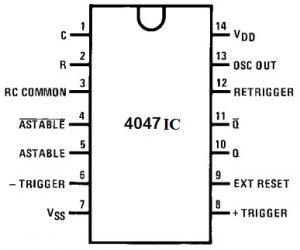 1 C
2 R
3 RC COMMON
4 A̅S̅T̅A̅B̅L̅E̅
5 ASTABLE
6 – TRIGGER
7 VSS
4047 IC
14 VDD
13 OSC OUT
12 RETRIGGER
11 Q̅
10 Q
9 EXT RESET
8 + TRIGGER